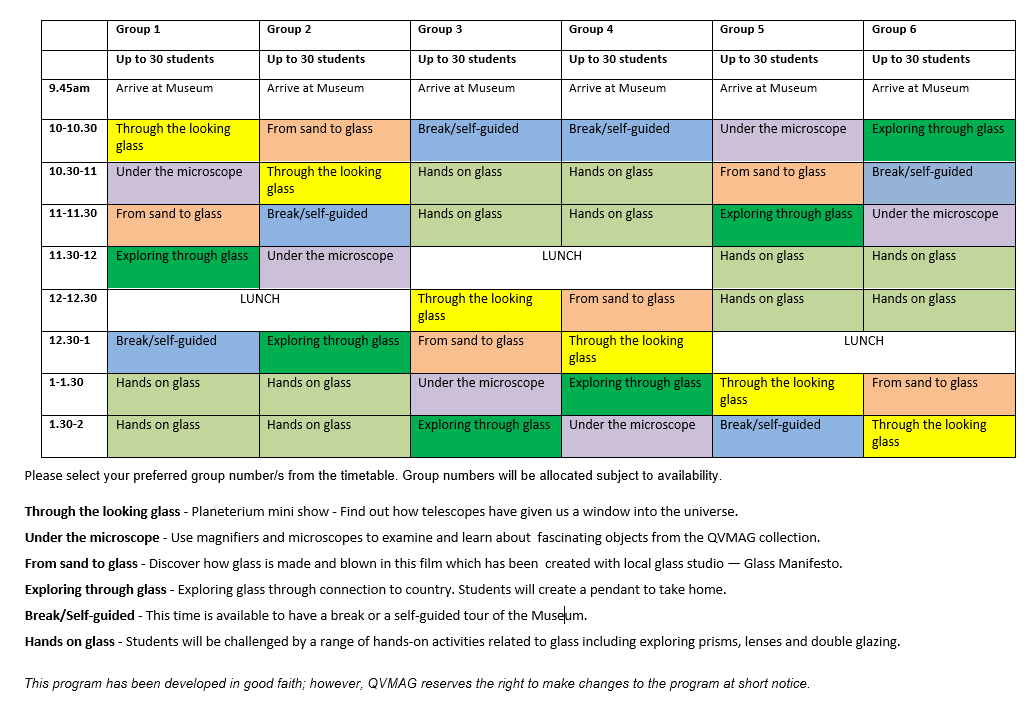 Group 1 Group 2 Group 3 Group 4 Group 5 Group 6
Up to 30 students Up to 30 students Up to 30 students Up to 30 students Up to 30 students Up to 30 students
9.45am Arrive at Museum Arrive at Museum Arrive at Museum Arrive at Museum Arrive at Museum Arrive at Museum
10-10.30 Through the looking glass From sand to glass Break/self-guided Break/self-guided Under the microscope Exploring through glass
10.30-11 Under the microscope Through the looking glass Hands on glass Hands on glass From sand to glass Break/self-guided
11-11.30 From sand to glass Break/self-guided Hands on glass Hands on glass Exploring through glass Under the microscope
11.30-12 Exploring through glass Under the microscope LUNCH Hands on glass Hands on glass
12-12.30 LUNCH Through the looking glass From sand to glass Hands on glass Hands on glass
12.30-1 Break/self-guided Exploring through glass From sand to glass Through the looking glass LUNCH
1-1.30 Hands on glass Hands on glass Under the microscope Exploring through glass Through the looking glass From sand to glass
1.30-2 Hands on glass Hands on glass Exploring through glass Under the microscope Break/self-guided Through the looking glass
Please select your preferred group number/s from the timetable. Group numbers will be allocated subject to availability.
Through the looking glass - Planeterium mini show - Find out how telescopes have given us a window into the universe.
Under the microscope - Use magnifiers and microscopes to examine and learn about fascinating objects from the QVMAG collection.
From sand to glass - Discover how glass is made and blown in this film which has been created with local glass studio — Glass Manifesto.
Exploring through glass - Exploring glass through connection to country. Students will create a pendant to take home.
Break/Self-guided - This time is available to have a break or a self-guided tour of the Museum.
Hands on glass - Students will be challenged by a range of hands-on activities related to glass including exploring prisms, lenses and double glazing.
This program has been developed in good faith; however, QVMAG reserves the right to make changes to the program at short notice.